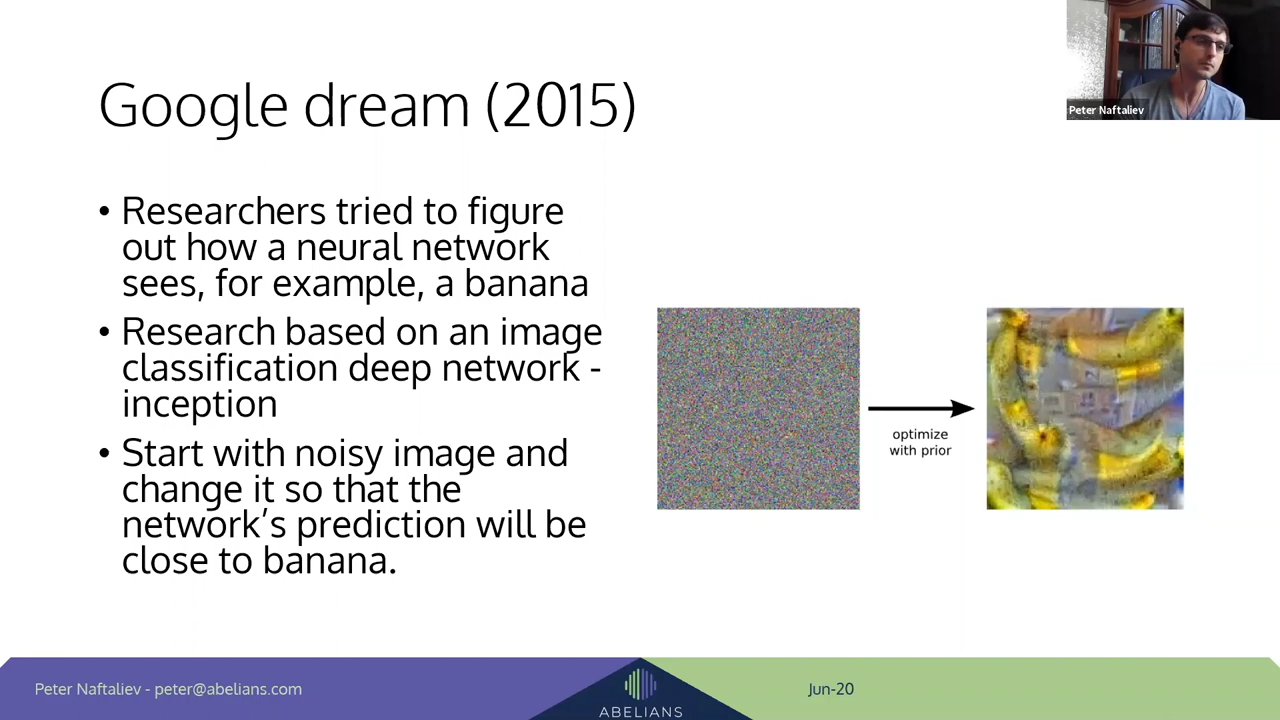 Google dream (2015)
Peter Naftaliev
• Researchers tried to figure
out how a neural network
sees, for example, a banana
• Research based on an image
classification deep network -
inception
• Start with noisy image and
change it so that the
network’s prediction will be
close to banana.
optimize
with prior
Peter Naftaliev - peter@abelians.com
ABELIANS
Jun-20